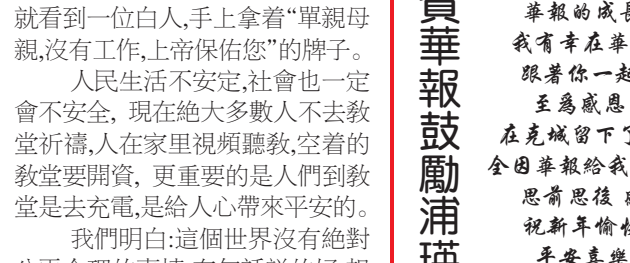 就看到一位白人,手上拿着“單親母
親,沒有工作,上帝保佑您”的牌子。
人民生活不安定,社會也一定
會不安全, 現在絶大多數人不去教
堂祈禱,人在家里視頻聽教,空着的
教堂要開資, 更重要的是人們到教
堂是去充電,是給人心帶來平安的。
我們明白:這個世界沒有絶對
華報鼓勵浦
華報的成長
我有幸在華
跟著你一起
至爲感恩
在克城留下了
全因華報給我
思前思後
祝新年愉
平安喜樂